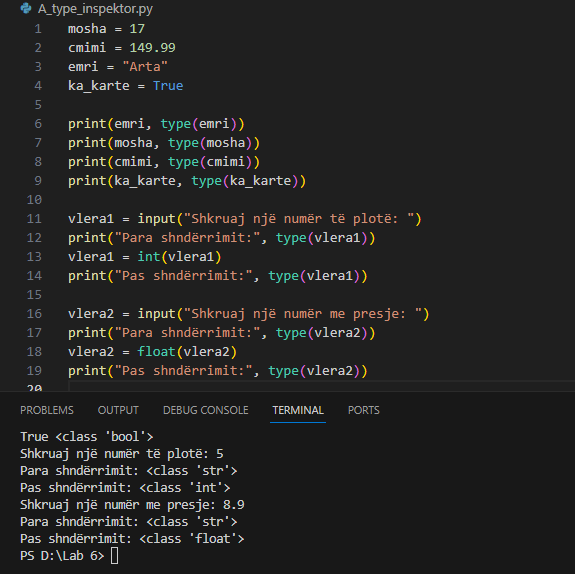 A_type_inspektor.py
1 mosha = 17
2 cmimi = 149.99
3 emri = "Arta"
4 ka_karte = True
5
6 print(emri, type(emri))
7 print(mosha, type(mosha))
8 print(cmimi, type(cmimi))
9 print(ka_karte, type(ka_karte))
10
11 vlera1 = input("Shkruaj një numër të plotë: ")
12 print("Para shndërrimit:", type(vlera1))
13 vlera1 = int(vlera1)
14 print("Pas shndërrimit:", type(vlera1))
15
16 vlera2 = input("Shkruaj një numër me presje: ")
17 print("Para shndërrimit:", type(vlera2))
18 vlera2 = float(vlera2)
19 print("Pas shndërrimit:", type(vlera2))
20
PROBLEMS OUTPUT DEBUG CONSOLE TERMINAL PORTS
True <class 'bool'>
Shkruaj një numër të plotë: 5
Para shndërrimit: <class 'str'>
Pas shndërrimit: <class 'int'>
Shkruaj një numër me presje: 8.9
Para shndërrimit: <class 'str'>
Pas shndërrimit: <class 'float'>
PS D:\Lab 6>